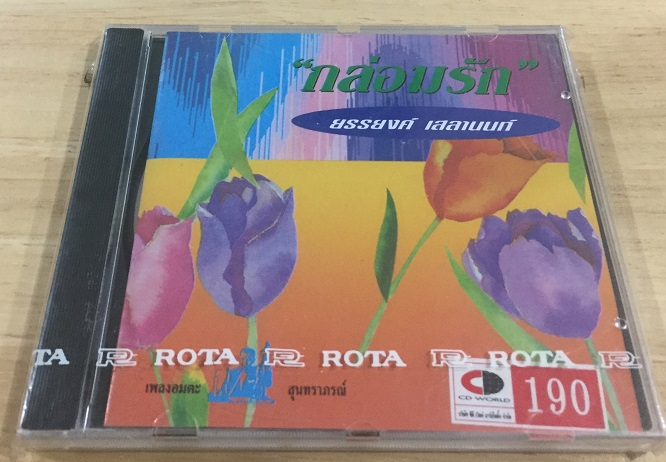 “กล่อมรัก”
ยรรยงค์ เสลานนท์
TA ROTA ROTA ROTA
เพลงอมตะ สุนทราภรณ์
CD WORLD
190